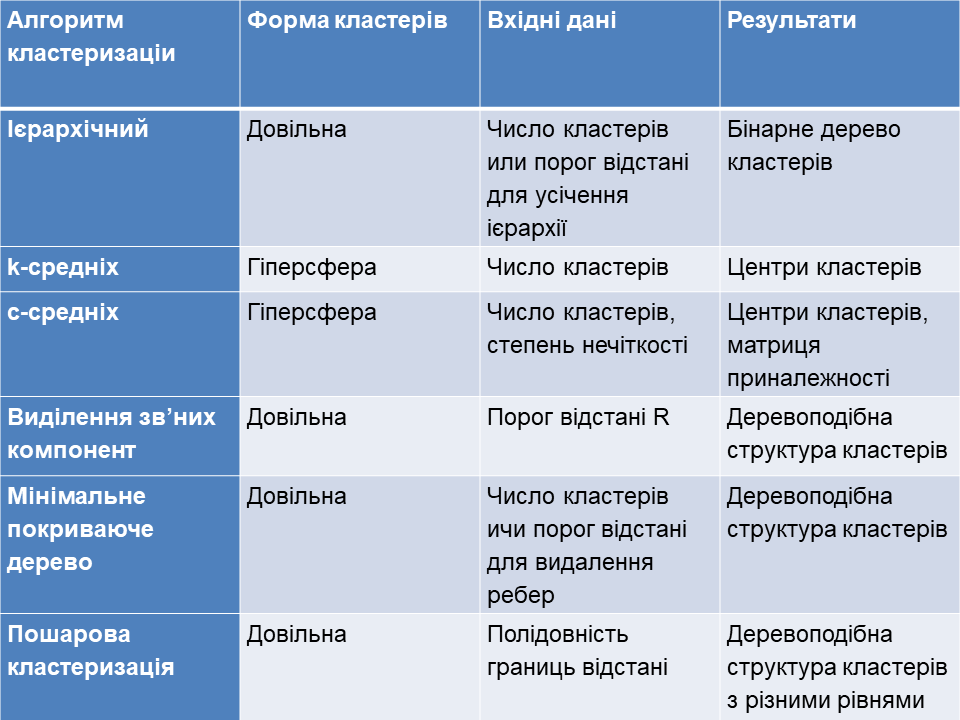 Алгоритм
кластеризаціи
Форма кластерів
Вхідні дані
Результати
Ієрархічний
Довільна
Число кластерів
или порог відстані
для усічення
ієрархії
Бінарне дерево
кластерів
k-средніх
Гіперсфера
Число кластерів
Центри кластерів
c-средніх
Гіперсфера
Число кластерів,
степень нечіткості
Центри кластерів,
матриця
приналежності
Виділення зв’них
компонент
Довільна
Порог відстані R
Деревоподібна
структура кластерів
Мінімальне
покриваюче
дерево
Довільна
Число кластерів
ичи порог відстані
для видалення
ребер
Деревоподібна
структура кластерів
Пошарова
кластеризація
Довільна
Полідовність
границь відстані
Деревоподібна
структура кластерів
з різними рівнями